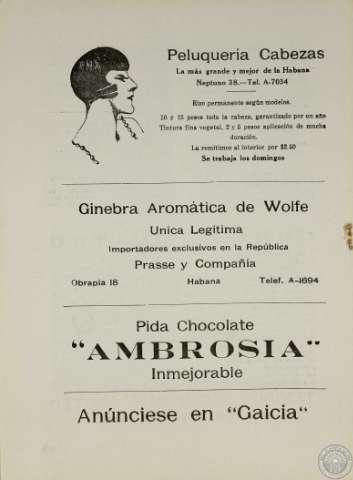 Peluquería Cabezas
La más grande y mejor de la Habana
Neptuno 38.—Tel. A-7034
Rizo permanente según modelos.
10 y 15 pesos toda la cabeza, garantizado por un año
Tintura fina vegetal, 2 y 5 pesos aplicación de mucha
duración.
La remitimos al interior por $2.50
Se trabaja los domingos
Ginebra Aromática de Wolfe
Unica Legítima
Importadores exclusivos en la República
Prasse y Compañía
Obrapía 18 Habana Telef. A-1694
Pida Chocolate
"AMBROSIA"
Inmejorable
Anúnciese en "Gaicia"